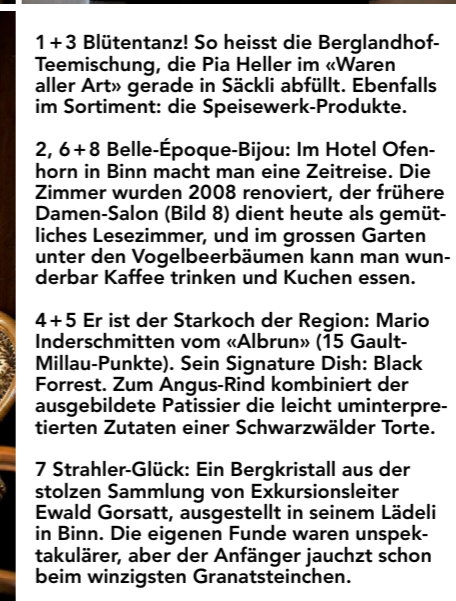 1 + 3 Blütentanz! So heisst die Berglandhof-
Teemischung, die Pia Heller im «Waren
aller Art» gerade in Säckli abfüllt. Ebenfalls
im Sortiment: die Speisewerk-Produkte.
2, 6 + 8 Belle-Époque-Bijou: Im Hotel Ofen-
horn in Binn macht man eine Zeitreise. Die
Zimmer wurden 2008 renoviert, der frühere
Damen-Salon (Bild 8) dient heute als gemüt-
liches Lesezimmer, und im grossen Garten
unter den Vogelbeerbäumen kann man wun-
derbar Kaffee trinken und Kuchen essen.
4 + 5 Er ist der Starkoch der Region: Mario
Inderschmitten vom «Albrun» (15 Gault-
Millau-Punkte). Sein Signature Dish: Black
Forrest. Zum Angus-Rind kombiniert der
ausgebildete Patissier die leicht uminterpre-
tierten Zutaten einer Schwarzwälder Torte.
7 Strahler-Glück: Ein Bergkristall aus der
stolzen Sammlung von Exkursionsleiter
Ewald Gorsatt, ausgestellt in seinem Lädeli
in Binn. Die eigenen Funde waren unspek-
takulärer, aber der Anfänger jauchzt schon
beim winzigsten Granatsteinchen.